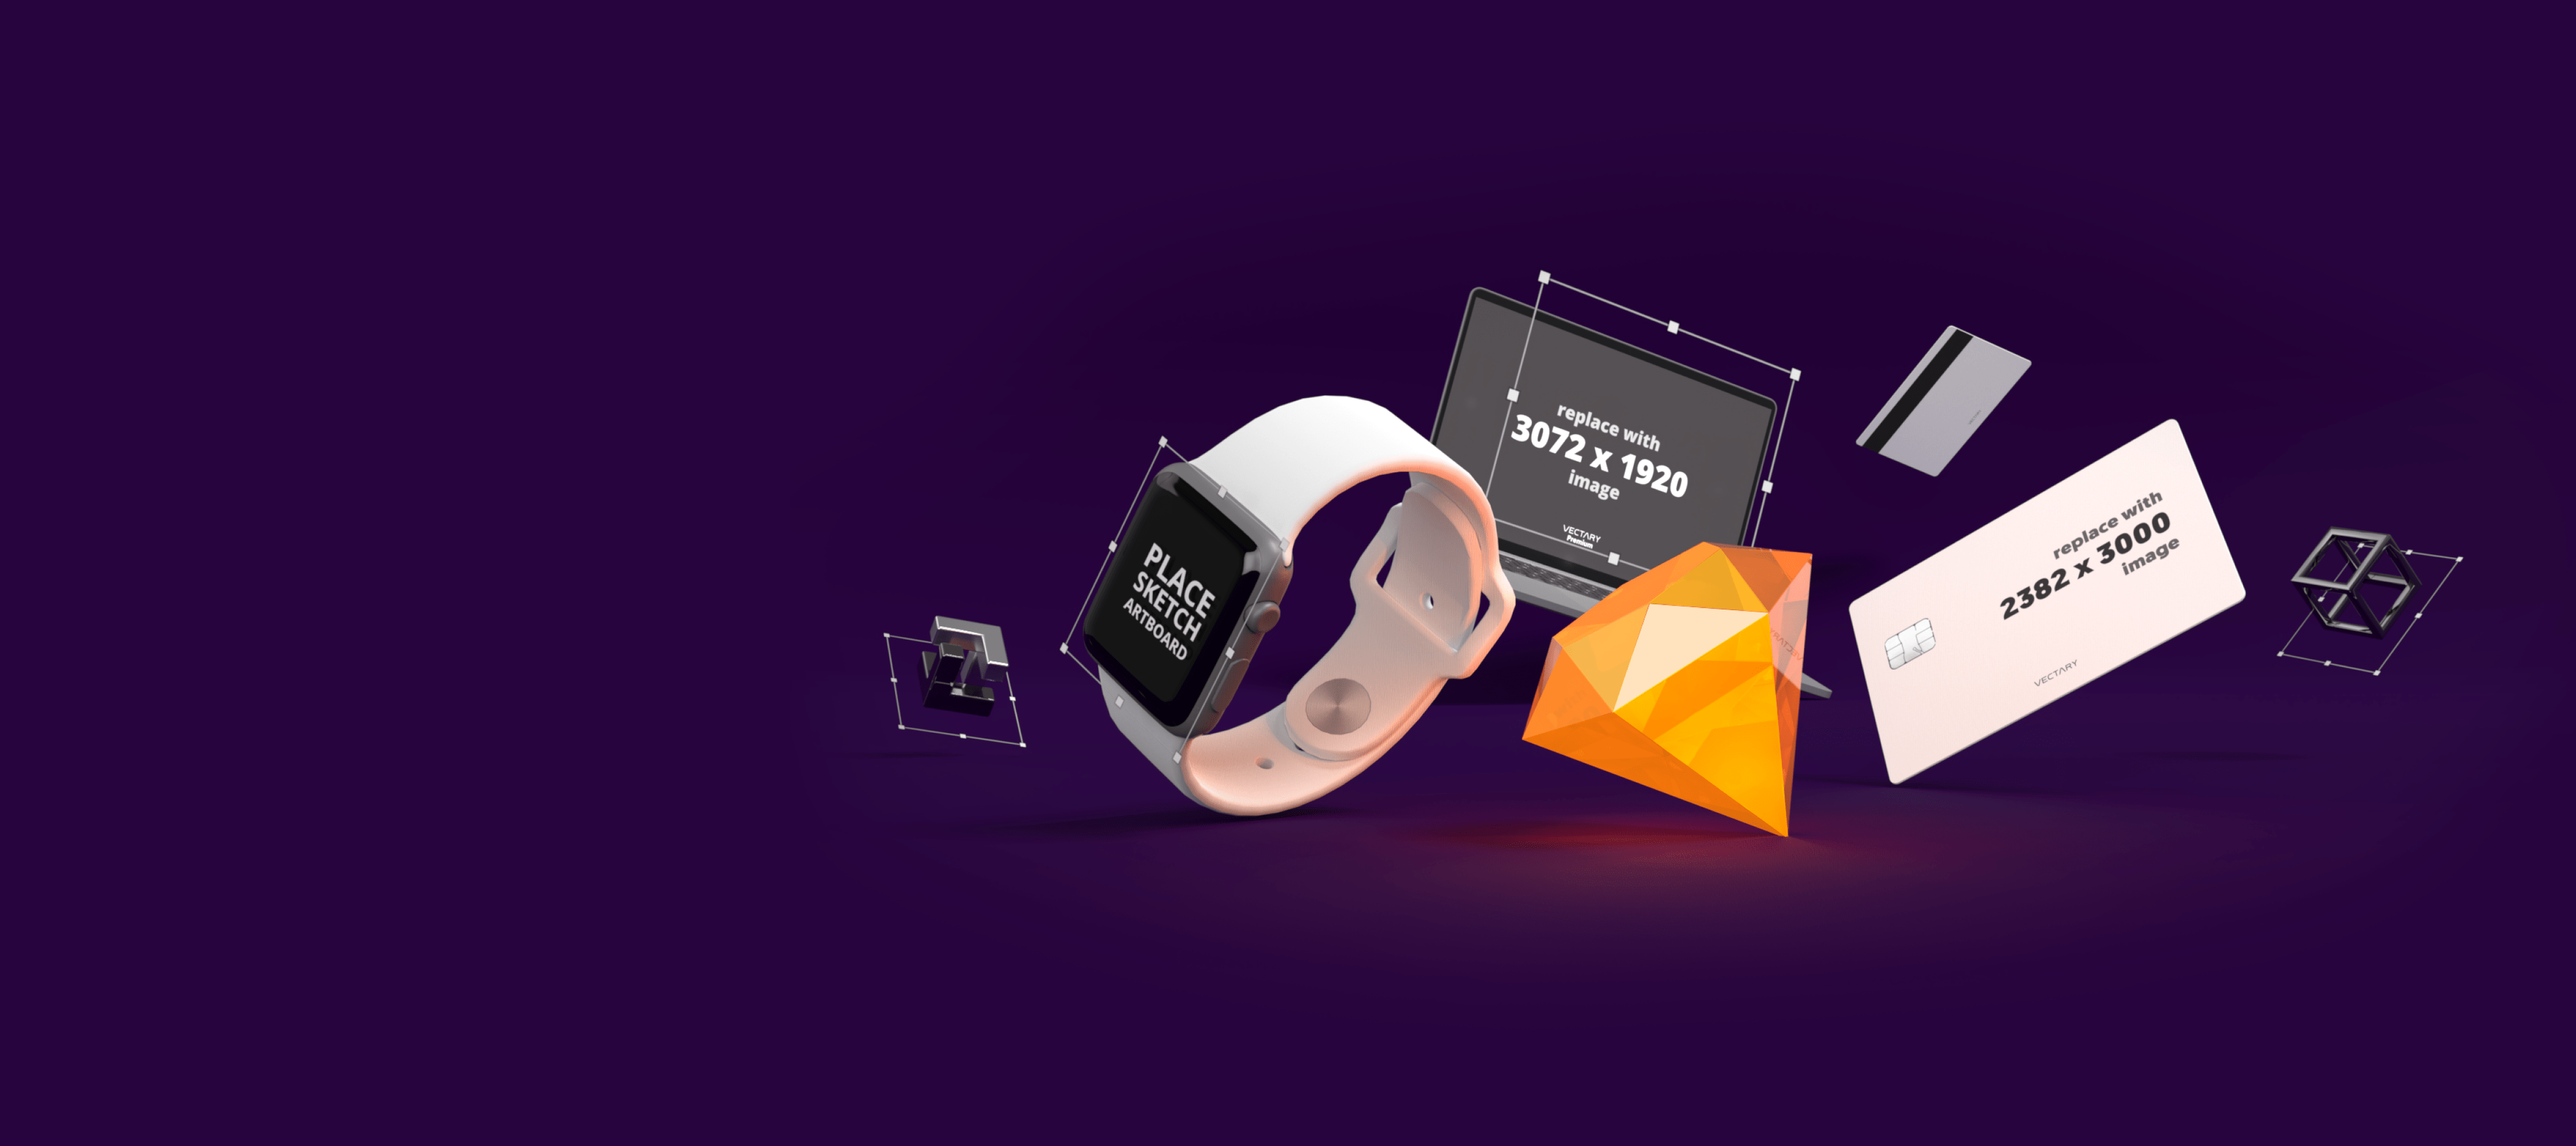 PLACE
SKETCH
ARTBOARD
replace with
3072 x 1920
image
VECTARY
Premium
replace with
2382 x 3000
image
VECTARY